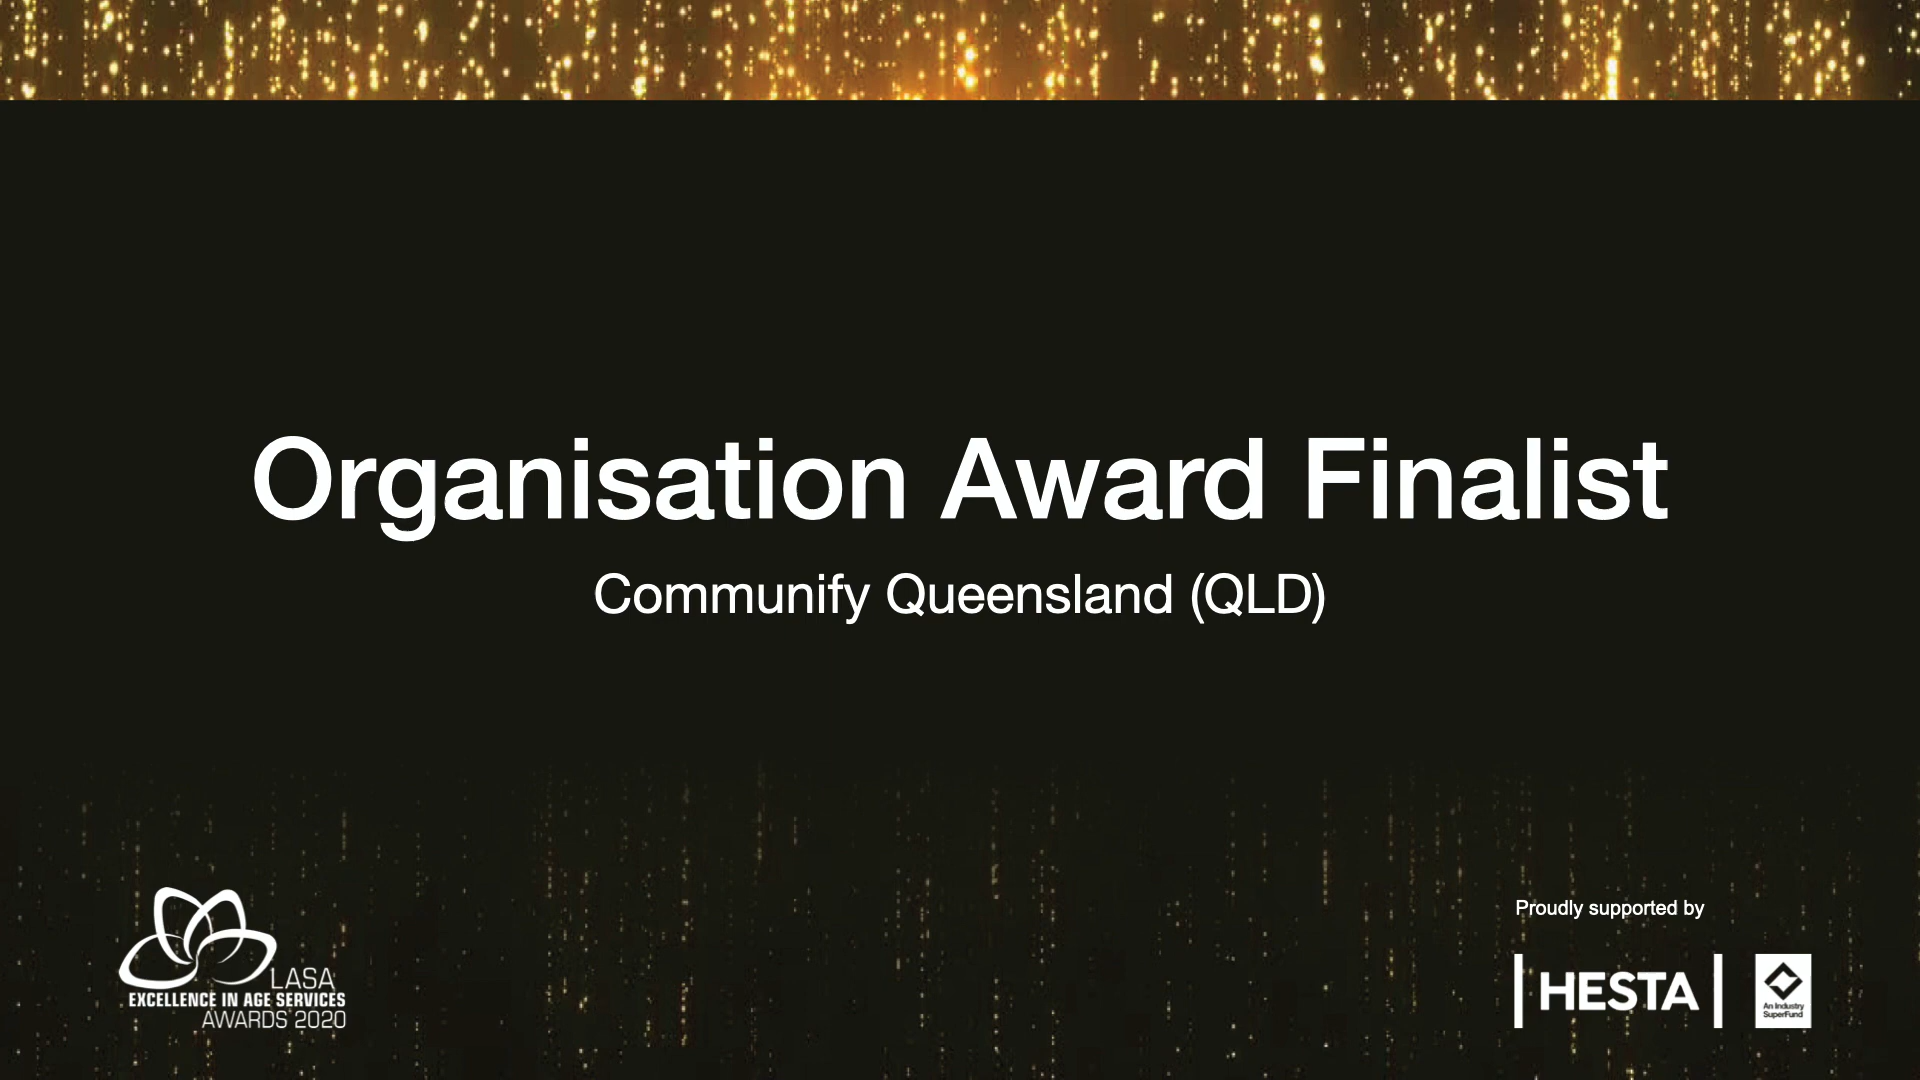 Organisation Award Finalist
Communify Queensland (QLD)
LASA
EXCELLENCE IN AGE SERVICES
AWARDS 2020
Proudly supported by
HESTA
An Industry
SuperFund